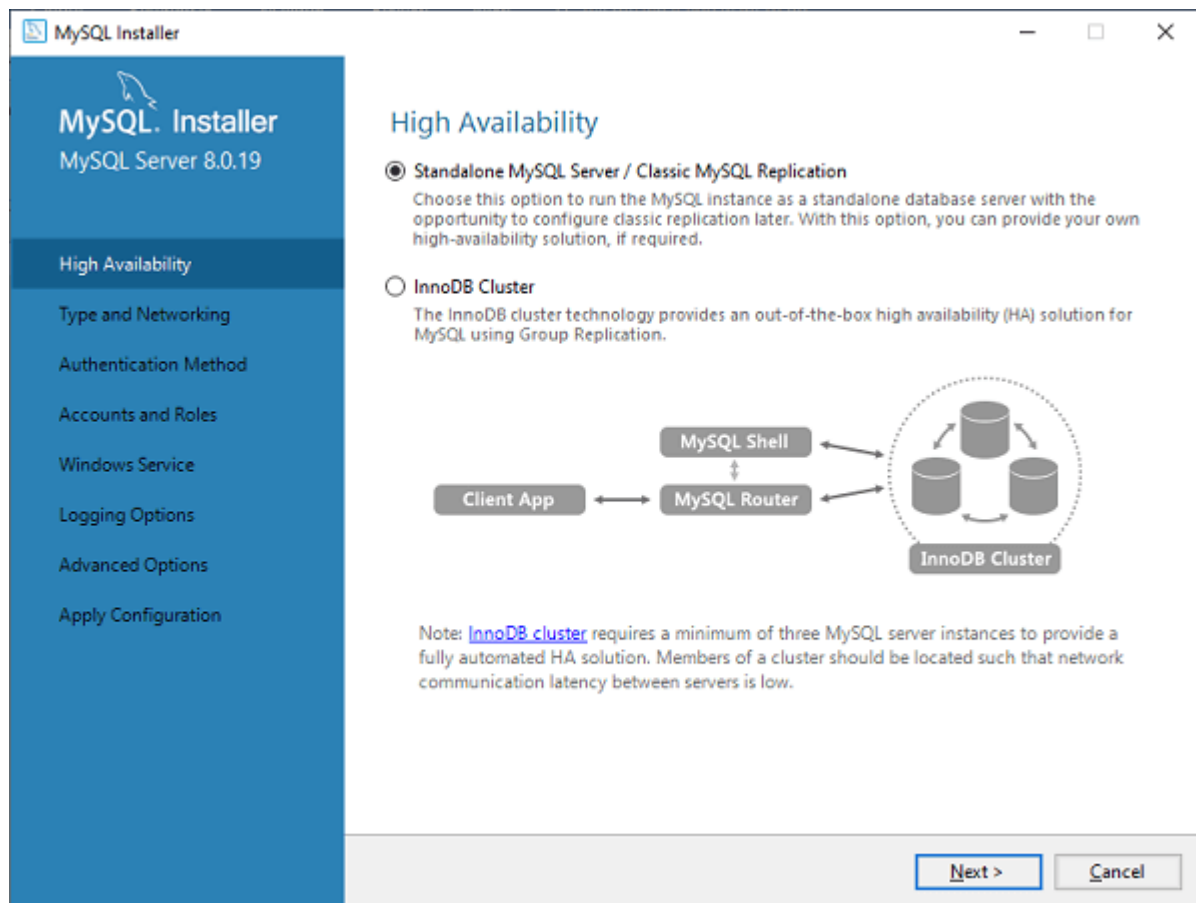 MySQL Installer
MySQL. Installer
MySQL Server 8.0.19
High Availability
Type and Networking
Authentication Method
Accounts and Roles
Windows Service
Logging Options
Advanced Options
Apply Configuration
High Availability
Standalone MySQL Server / Classic MySQL Replication
Choose this option to run the MySQL instance as a standalone database server with the
opportunity to configure classic replication later. With this option, you can provide your own
high-availability solution, if required.
InnoDB Cluster
The InnoDB cluster technology provides an out-of-the-box high availability (HA) solution for
MySQL using Group Replication.
MySQL Shell
Client App
MySQL Router
InnoDB Cluster
Note: InnoDB cluster requires a minimum of three MySQL server instances to provide a
fully automated HA solution. Members of a cluster should be located such that network
communication latency between servers is low.
Next >
Cancel